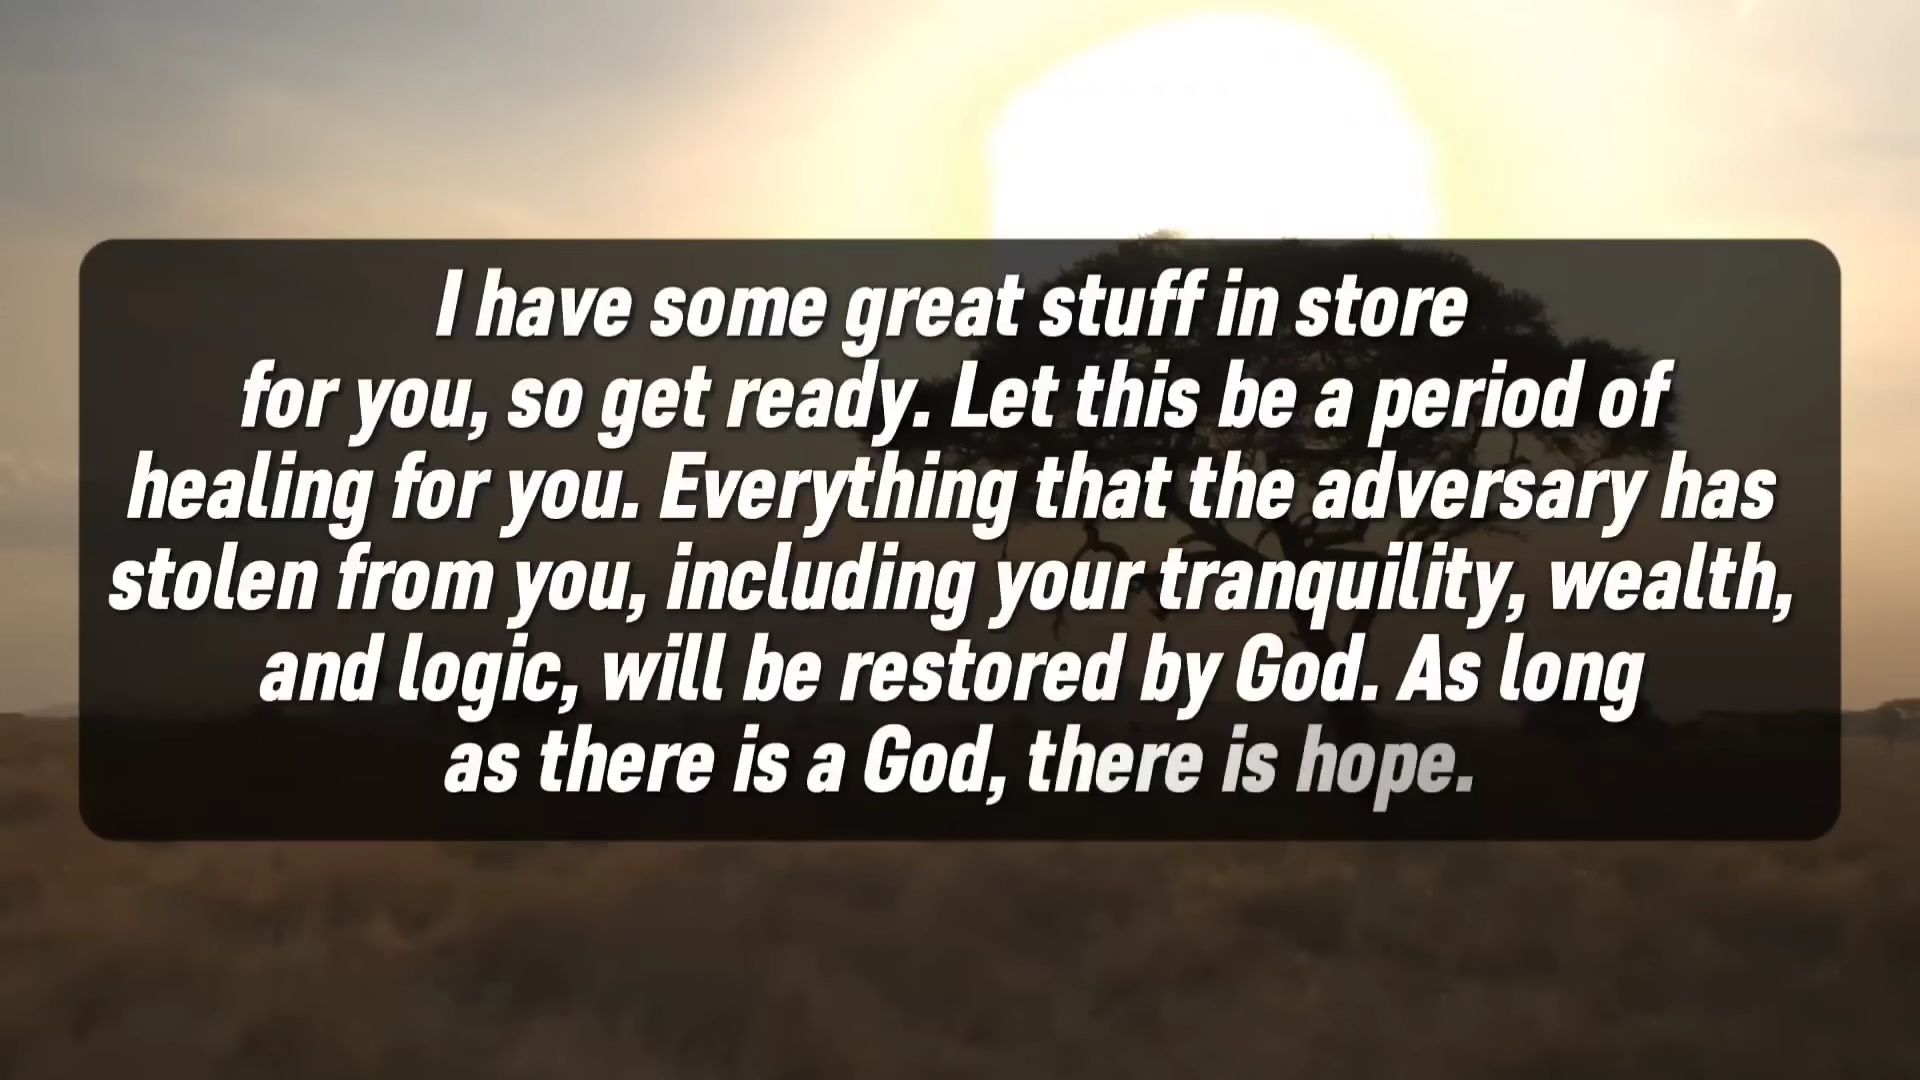 I have some great stuff in store
for you, so get ready. Let this be a period of
healing for you. Everything that the adversary has
stolen from you, including your tranquility, wealth,
and logic, will be restored by God. As long
as there is a God, there is hope.